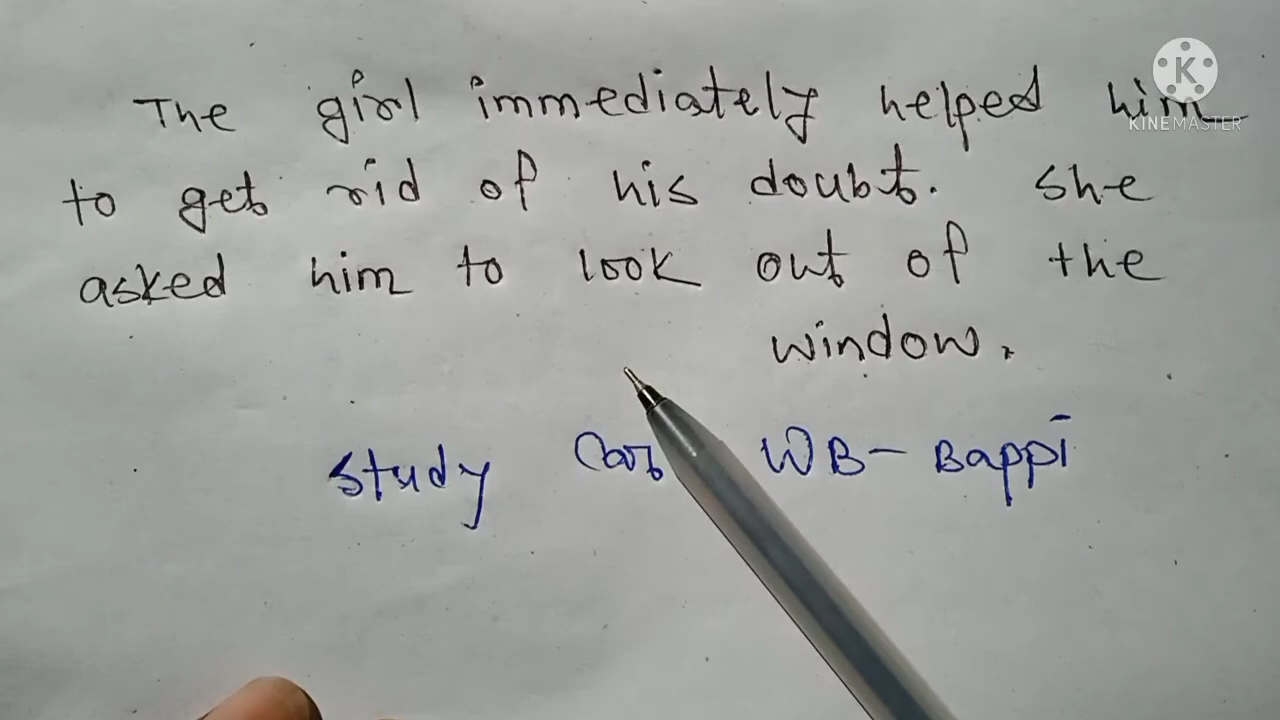 The girl immediately helped him
to get rid of his doubt. She
asked him to look out of the
window.
Study WB - Bappi
KINEMASTER